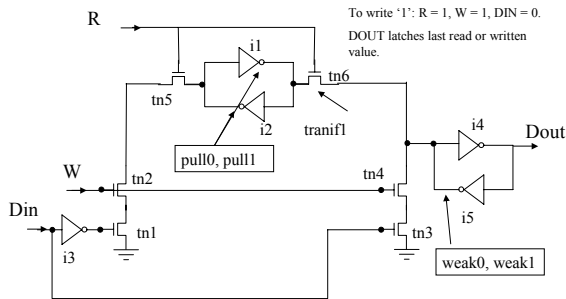 R
To write '1': R = 1, W = 1, DIN = 0.
DOUT latches last read or written
value.
i1
tn6
tn5
i2
tranif1
i4
Dout
pull0, pull1
W
tn2
tn4
i5
Din
i3
tn1
tn3
weak0, weak1